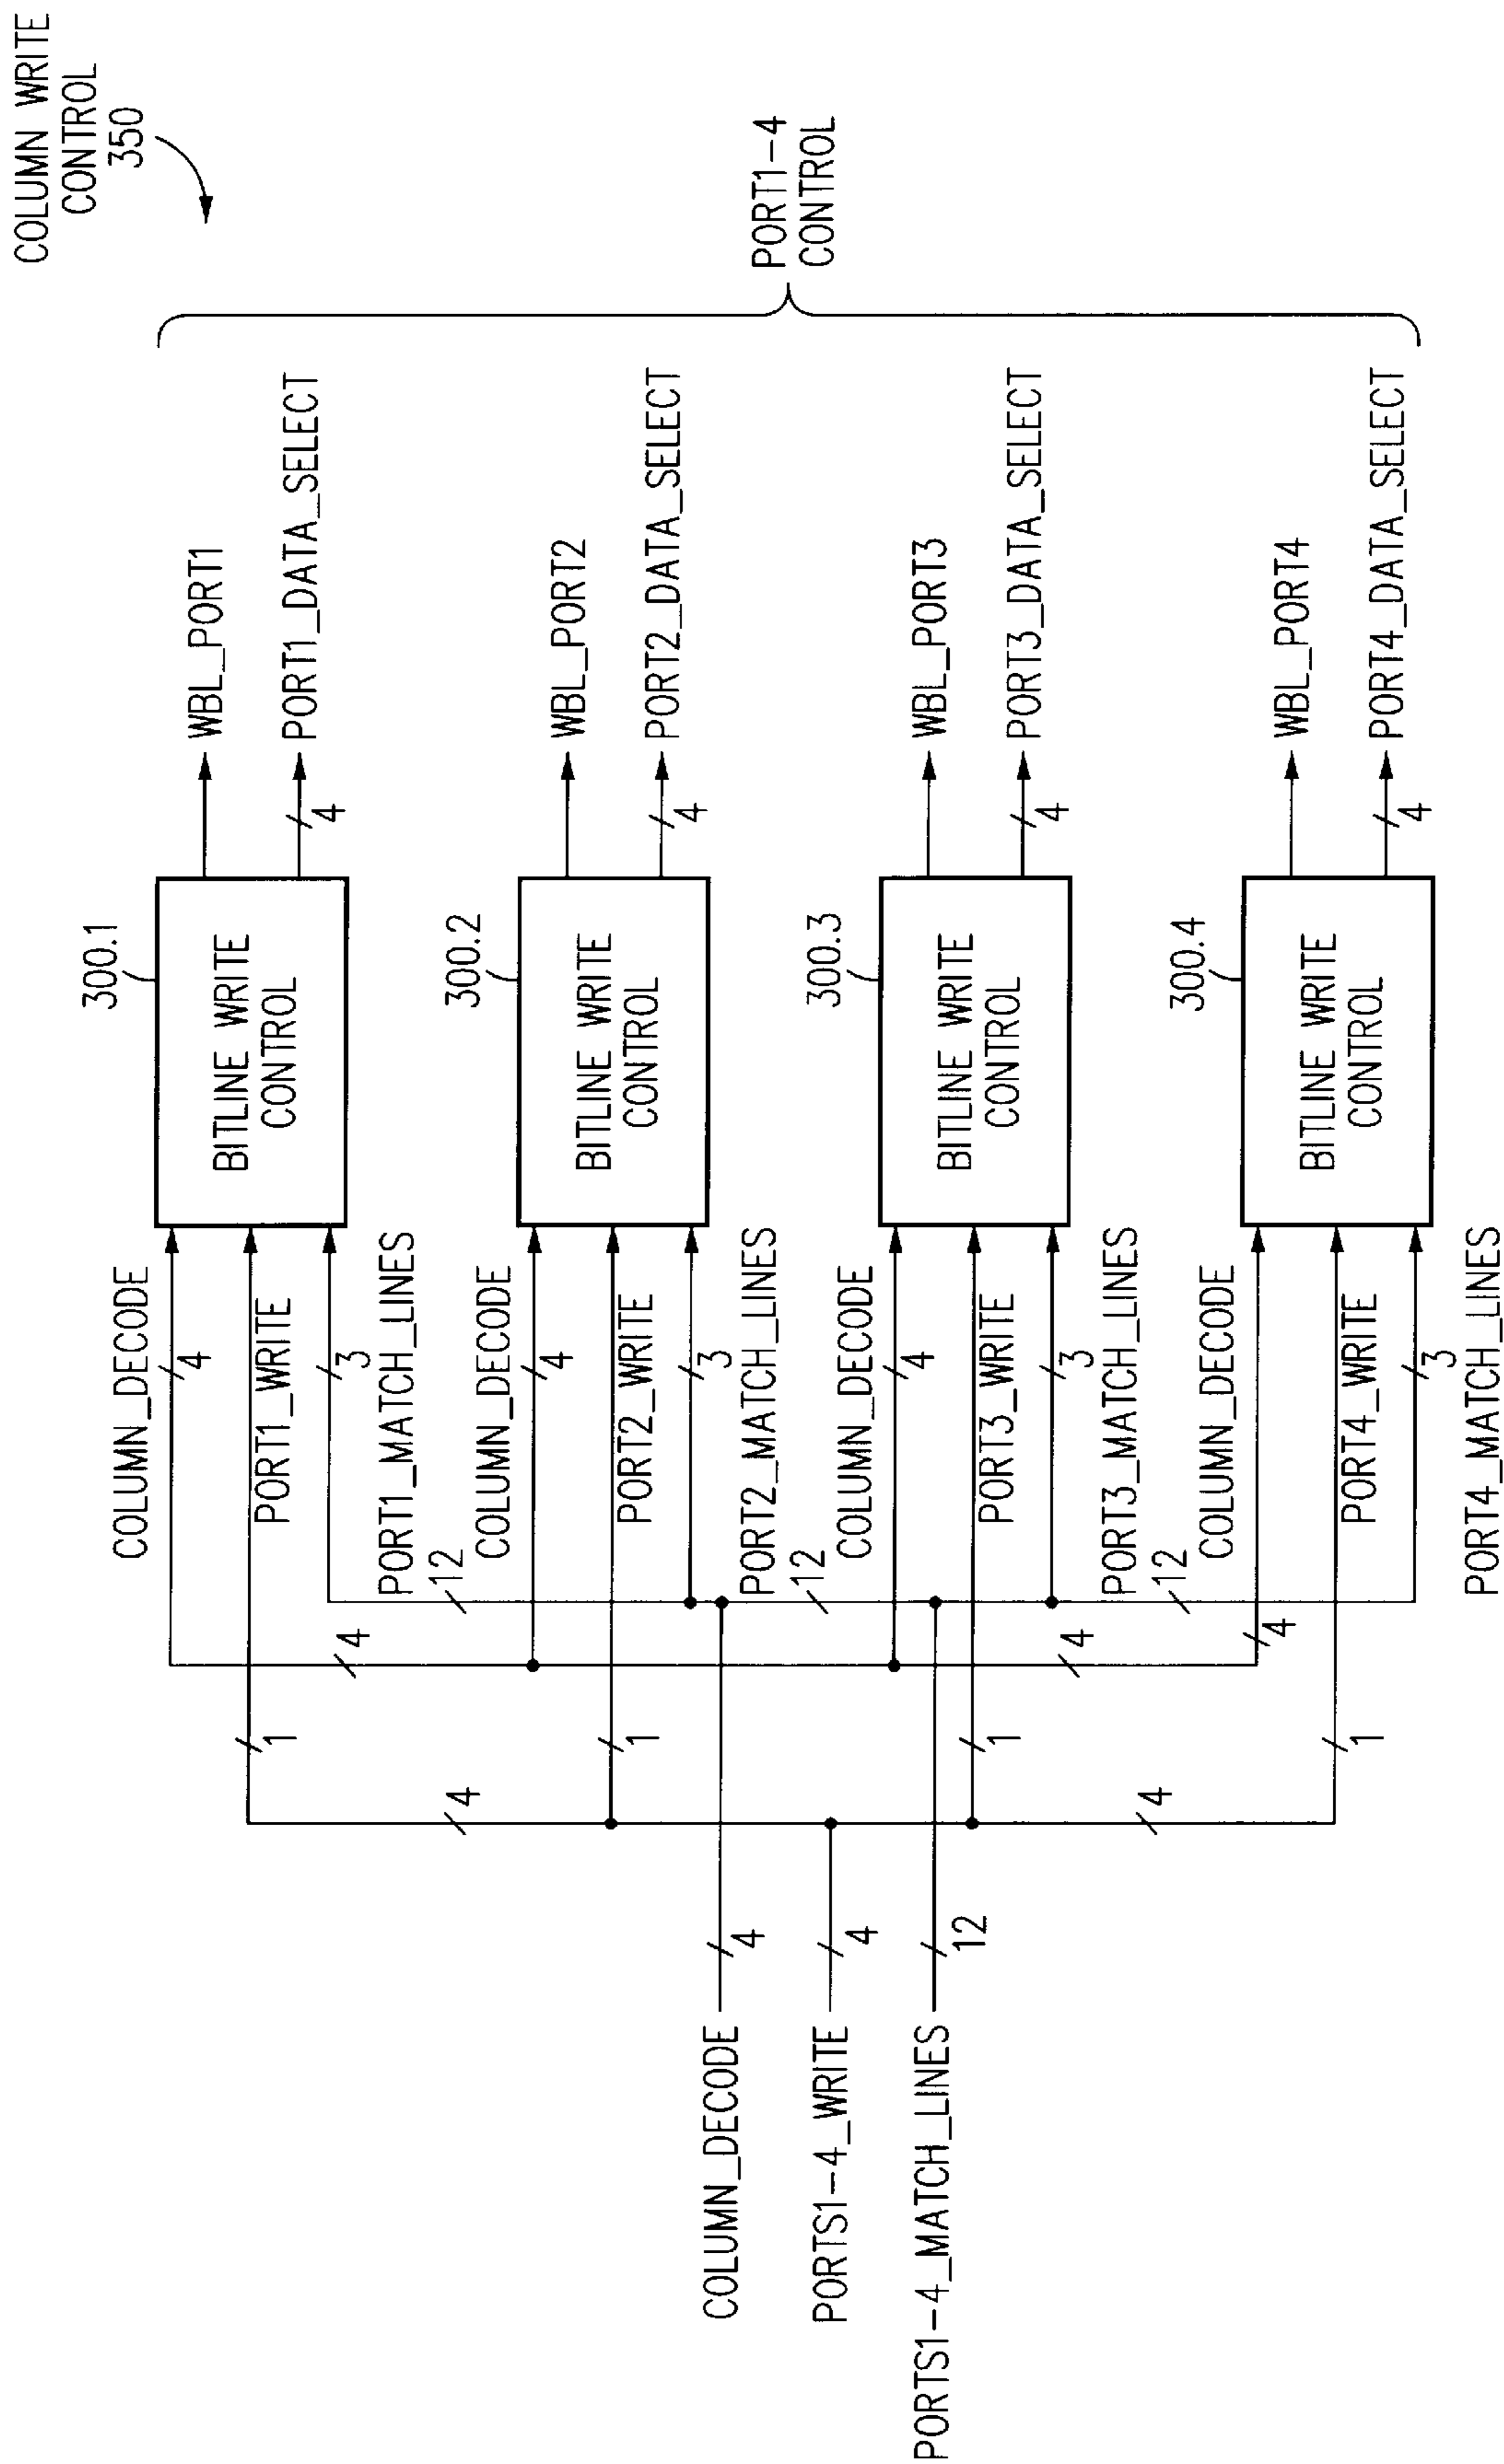 COLUMN WRITE
CONTROL
350
COLUMN_DECODE
4
PORTS1-4_WRITE
4
PORTS1-4_MATCH_LINES
12
4
4
1
1
1
1
4
4
4
12
12
12
COLUMN_DECODE
4
PORT1_WRITE
3
PORT1_MATCH_LINES
300.1
BITLINE WRITE
CONTROL
WBL_PORT1
4
PORT1_DATA_SELECT
COLUMN_DECODE
4
PORT2_WRITE
3
PORT2_MATCH_LINES
300.2
BITLINE WRITE
CONTROL
WBL_PORT2
4
PORT2_DATA_SELECT
COLUMN_DECODE
4
PORT3_WRITE
3
PORT3_MATCH_LINES
300.3
BITLINE WRITE
CONTROL
WBL_PORT3
4
PORT3_DATA_SELECT
COLUMN_DECODE
PORT4_WRITE
3
PORT4_MATCH_LINES
300.4
BITLINE WRITE
CONTROL
WBL_PORT4
4
PORT4_DATA_SELECT
PORT1-4
CONTROL